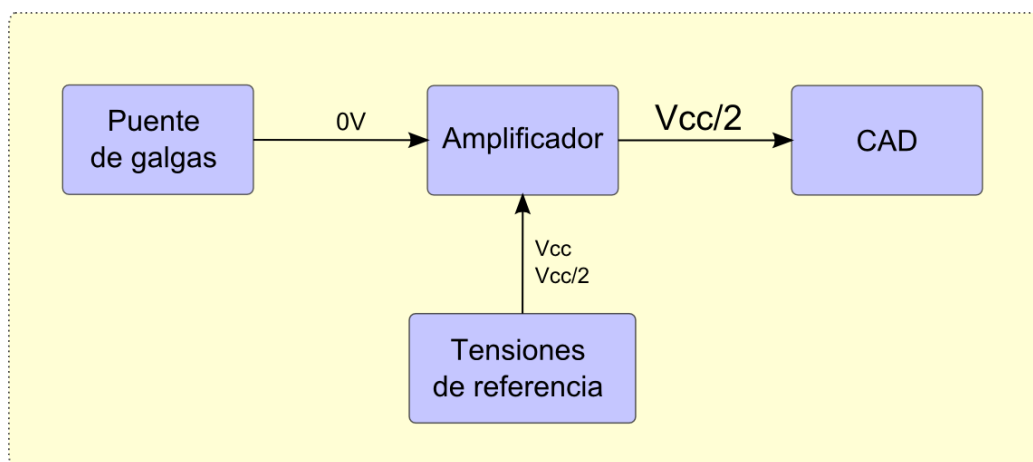 Puente
de galgas
0V
Amplificador
Vcc/2
CAD
Vcc
Vcc/2
Tensiones
de referencia